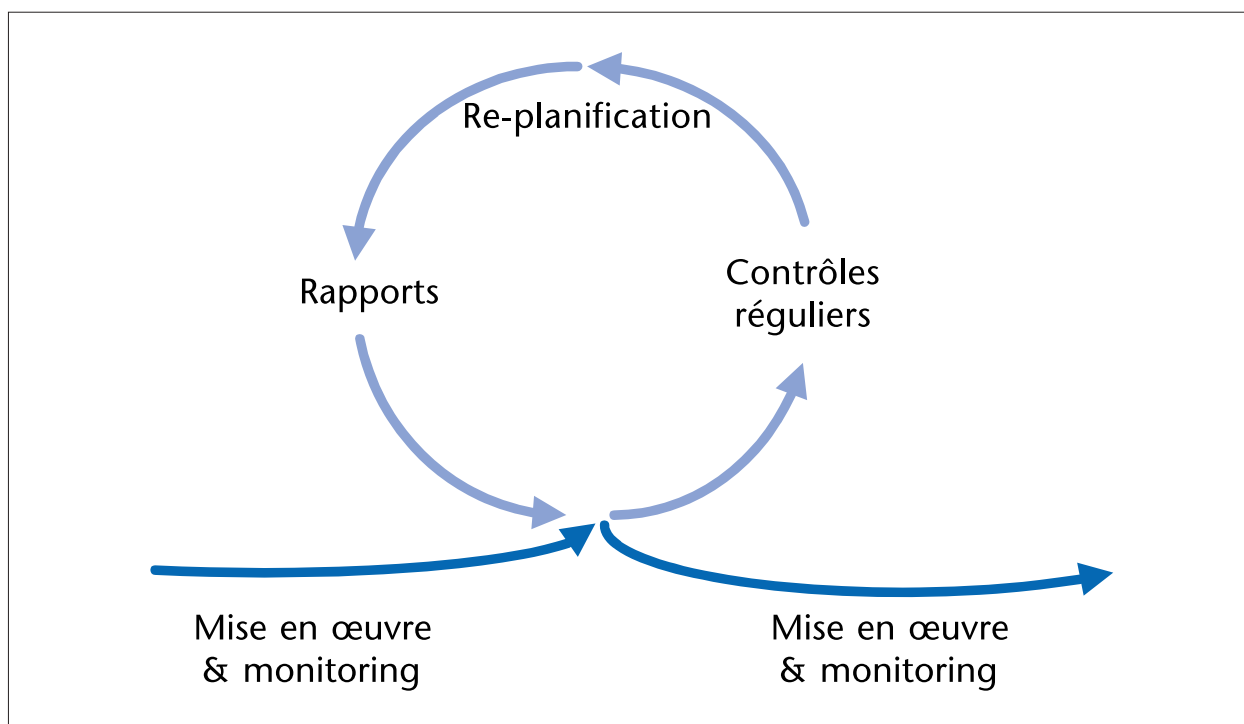 Re-planification
Rapports
Contrôles
réguliers
Mise en œuvre
& monitoring
Mise en œuvre
& monitoring